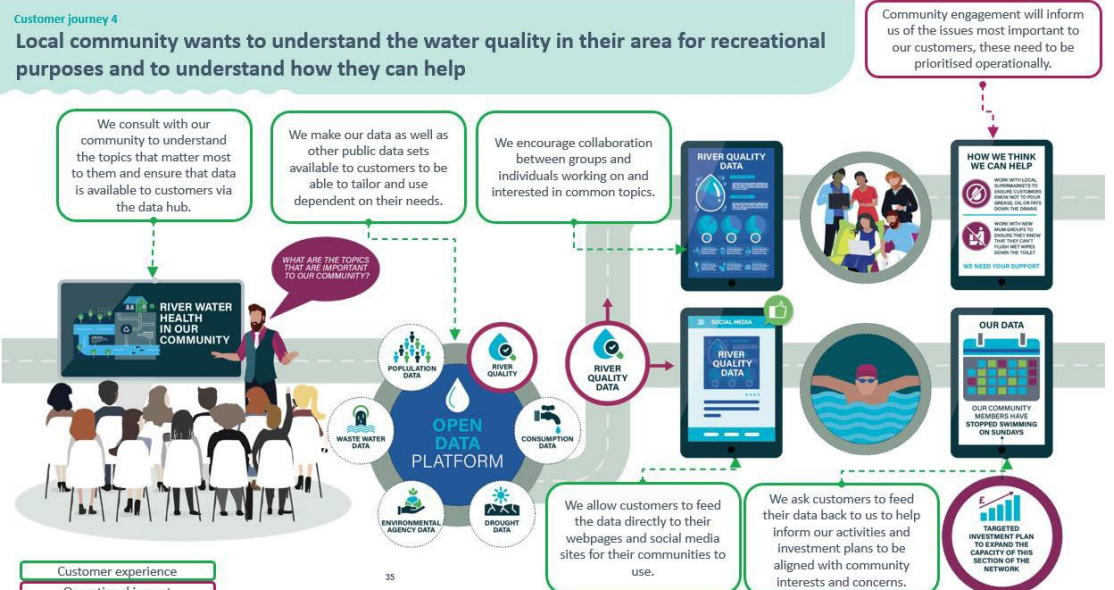 Customer journey 4
Local community wants to understand the water quality in their area for recreational
purposes and to understand how they can help
Community engagement will inform
us of the issues most important to
our customers, these need to be
prioritised operationally.
We consult with our
community to understand
the topics that matter most
to them and ensure that data
is available to customers via
the data hub.
We make our data as well as
other public data sets
available to customers to be
able to tailor and use
dependent on their needs.
We encourage collaboration
between groups and
individuals working on and
interested in common topics.
RIVER QUALITY
DATA
HOW WE THINK
WE CAN HELP
WORK WITH LOCAL
SUPERMARKETS TO
ENSURE CUSTOMERS
KNOW NOT TO POUR
GREASE, OIL OR FATS
DOWN THE DRAINS
WORK WITH NEW
MUM GROUPS TO
ENSURE THEY KNOW
THAT THEY CAN'T
FLUSH WET WIPES
DOWN THE TOILET
WE NEED YOUR SUPPORT
WHAT ARE THE TOPICS
THAT ARE IMPORTANT
TO OUR COMMUNITY?
RIVER WATER
HEALTH
IN OUR
COMMUNITY
POPLULATION
DATA
RIVER
QUALITY
WASTE WATER
DATA
OPEN
DATA
PLATFORM
CONSUMPTION
DATA
ENVIRONMENTAL
AGENCY DATA
DROUGHT
DATA
RIVER
QUALITY
DATA
SOCIAL MEDIA
RIVER
QUALITY
DATA
OUR DATA
OUR COMMUNITY
MEMBERS HAVE
STOPPED SWIMMING
ON SUNDAYS
We allow customers to feed
the data directly to their
webpages and social media
sites for their communities to
use.
We ask customers to feed
their data back to us to help
inform our activities and
investment plans to be
aligned with community
interests and concerns.
£
TARGETED
INVESTMENT PLAN
TO EXPAND THE
CAPACITY OF THIS
SECTION OF THE
NETWORK
Customer experience
35